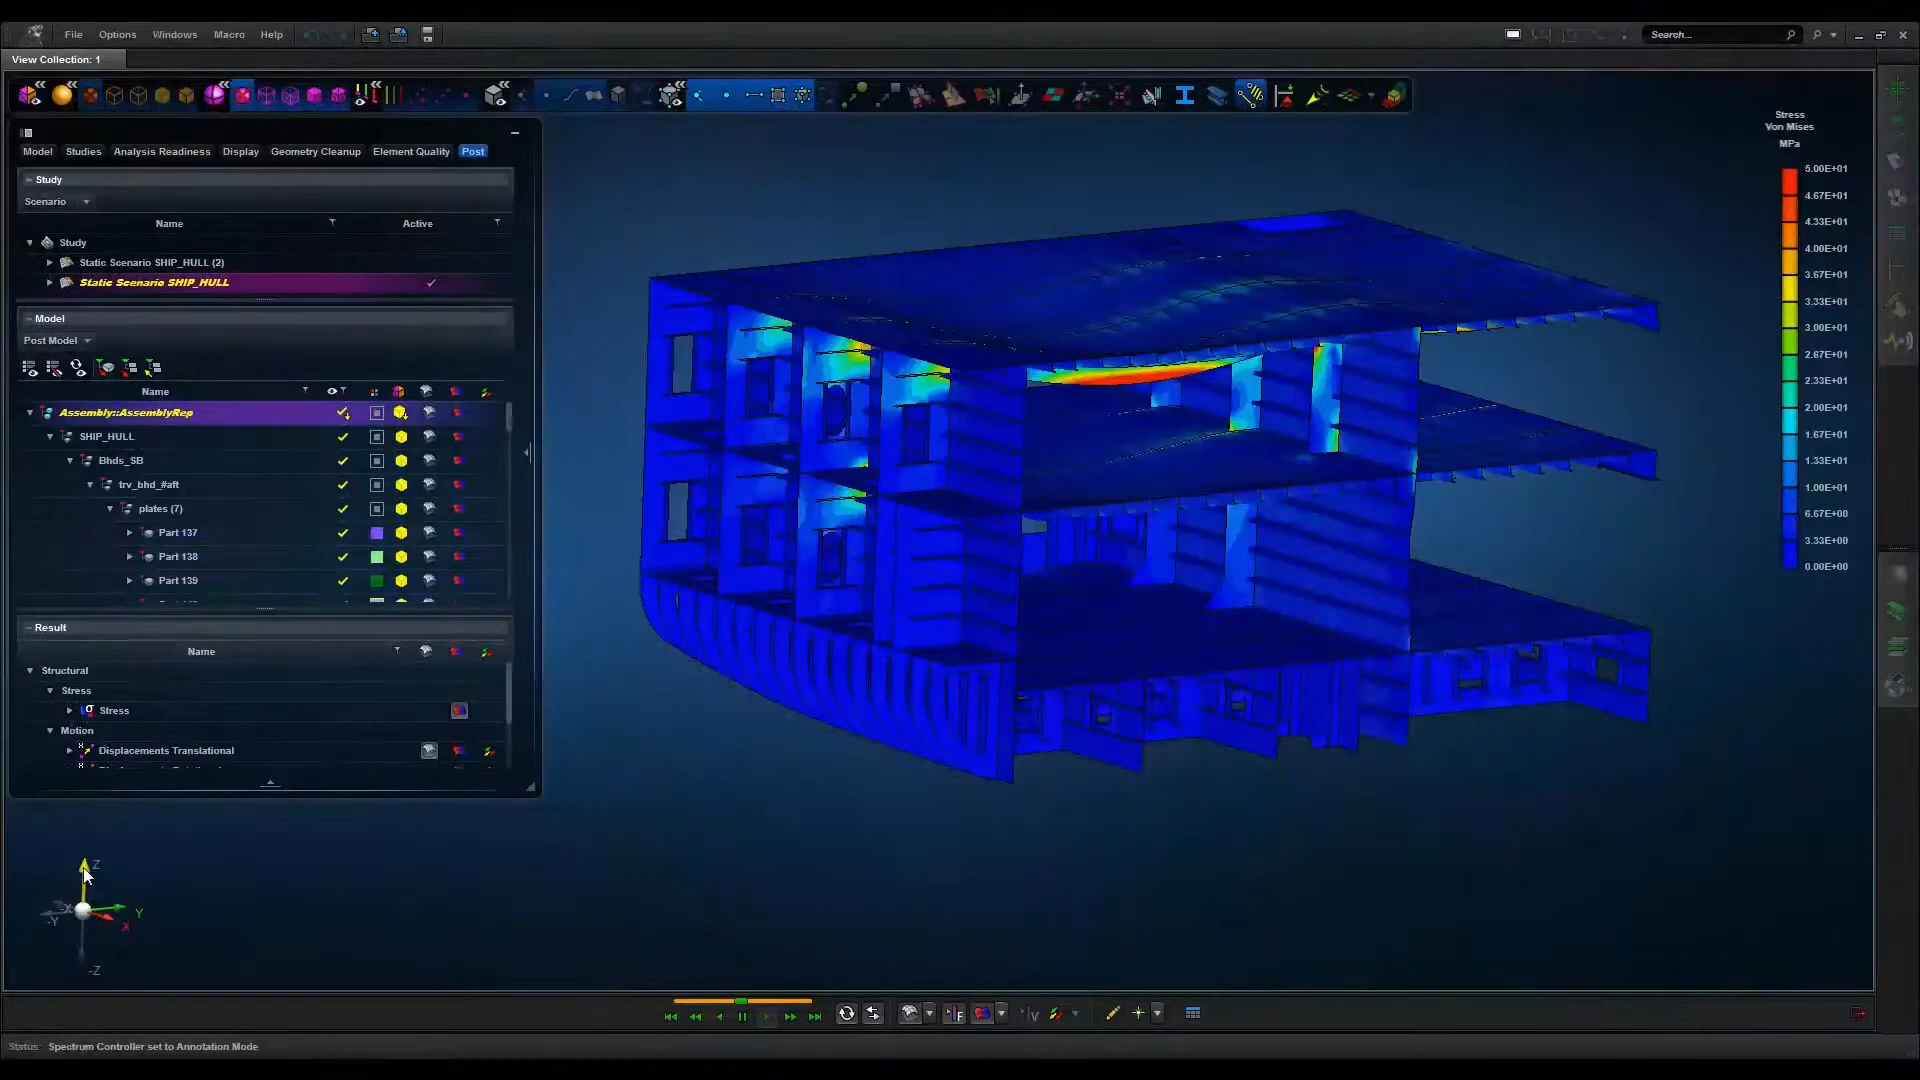 File Options Windows Macro Help
Search...
View Collection: 1
Model Studies Analysis Readiness Display Geometry Cleanup Element Quality Post
Study
Scenario
Name Active
Study
Static Scenario SHIP_HULL (2)
Static Scenario SHIP_HULL
Model
Post Model
Name
Assembly::AssemblyRep
SHIP_HULL
Bhds_SB
trv_bhd_#aft
plates (7)
Part 137
Part 138
Part 139
Result
Name
Structural
Stress
σ Stress
Motion
Displacements Translational
Stress
Von Mises
MPa
5.00E+01
4.67E+01
4.33E+01
4.00E+01
3.67E+01
3.33E+01
3.00E+01
2.67E+01
2.33E+01
2.00E+01
1.67E+01
1.33E+01
1.00E+01
6.67E+00
3.33E+00
0.00E+00
Z
-X
-Y
Y
X
-Z
F
V
Status: Spectrum Controller set to Annotation Mode